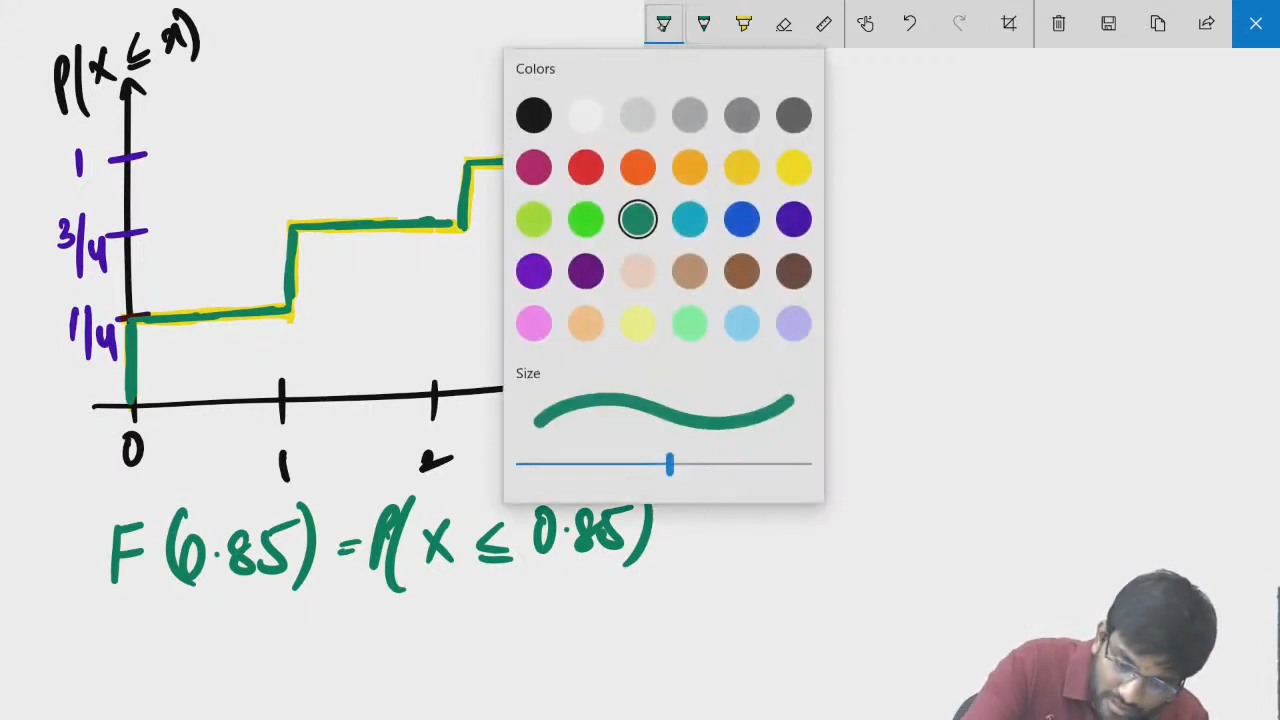 P(X ≤ x)
Colors
1
3/4
1/4
Size
0
1
2
F(0.85) = P(X ≤ 0.85)